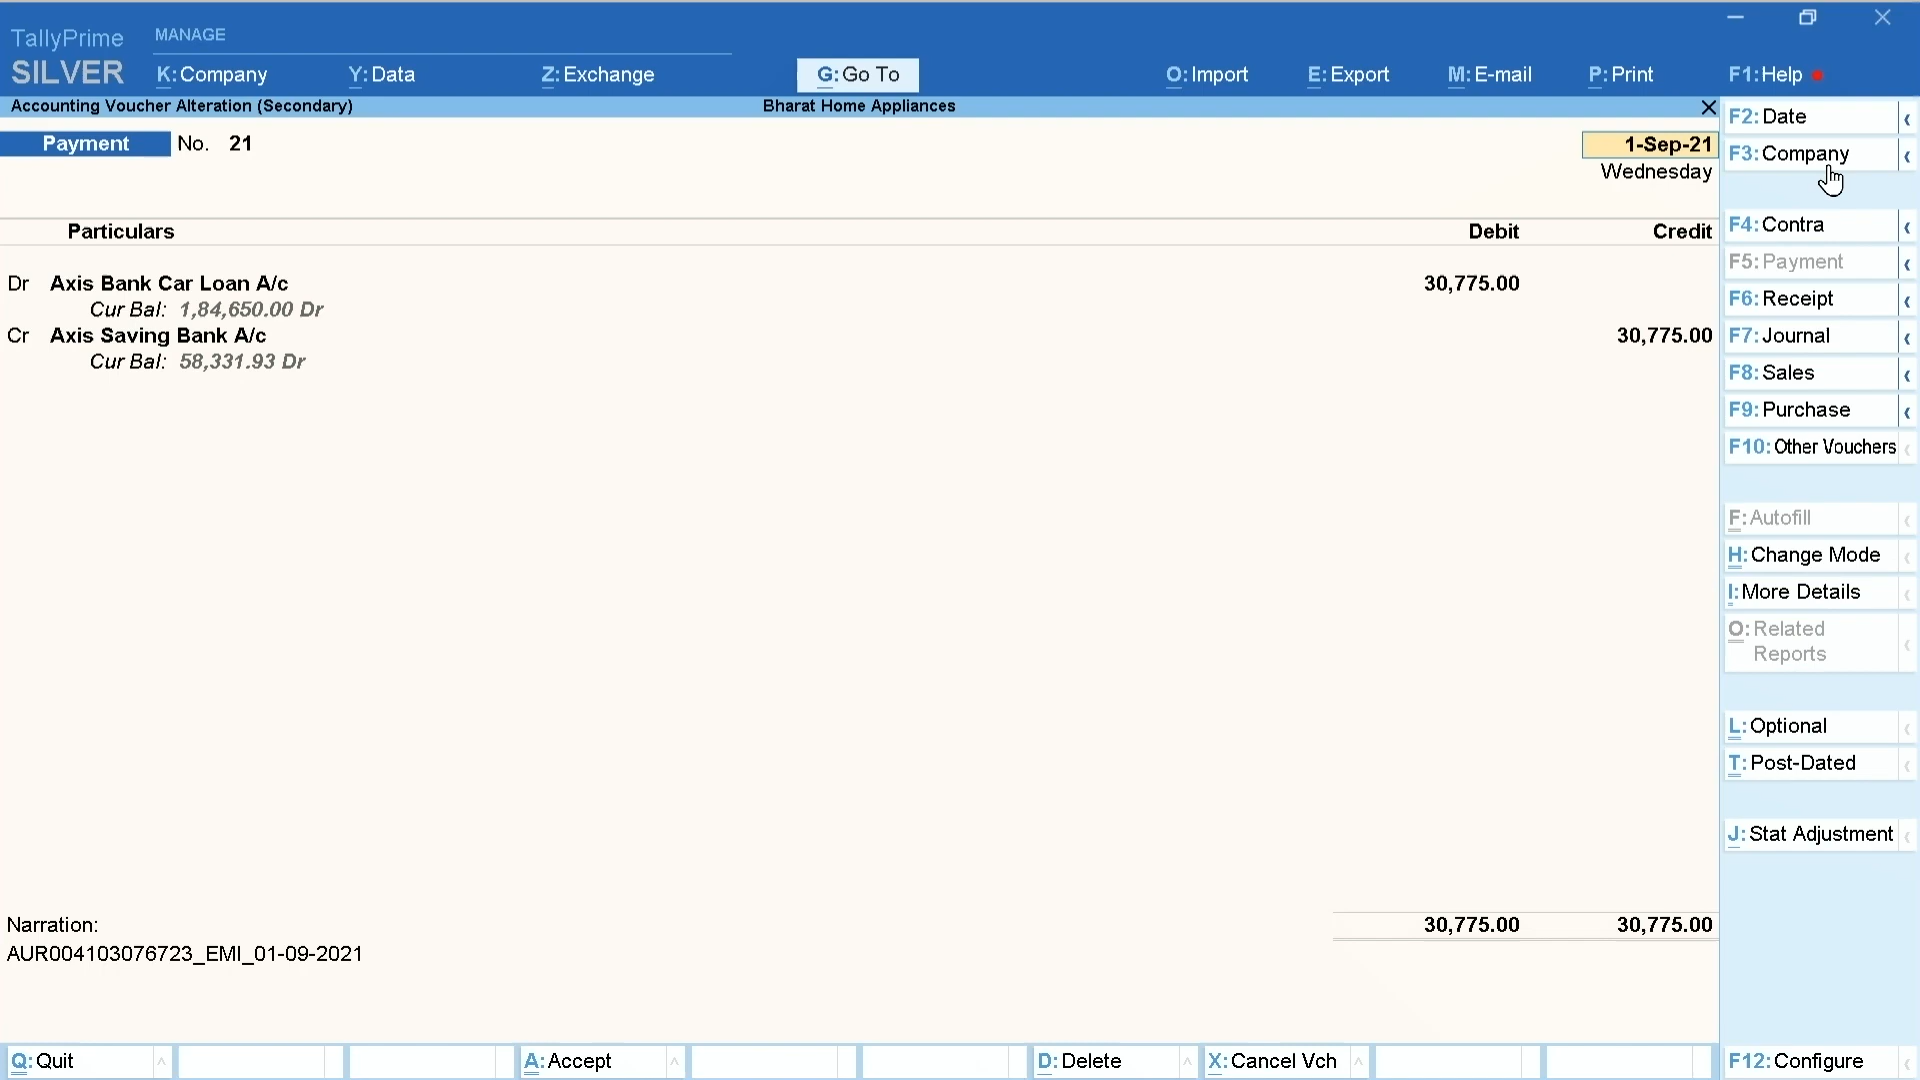 TallyPrime
SILVER
MANAGE
K:Company Y:Data Z:Exchange G:Go To O:Import E:Export M:E-mail P:Print F1:Help
Accounting Voucher Alteration (Secondary) Bharat Home Appliances
Payment No. 21 1-Sep-21
Wednesday
Particulars Debit Credit
Dr Axis Bank Car Loan A/c 30,775.00
Cur Bal: 1,84,650.00 Dr
Cr Axis Saving Bank A/c 30,775.00
Cur Bal: 58,331.93 Dr
Narration: 30,775.00 30,775.00
AUR004103076723_EMI_01-09-2021
F2:Date
F3:Company
F4:Contra
F5:Payment
F6:Receipt
F7:Journal
F8:Sales
F9:Purchase
F10:Other Vouchers
F:Autofill
H:Change Mode
I:More Details
O:Related
Reports
L:Optional
T:Post-Dated
J:Stat Adjustment
Q:Quit A:Accept D:Delete X:Cancel Vch F12:Configure